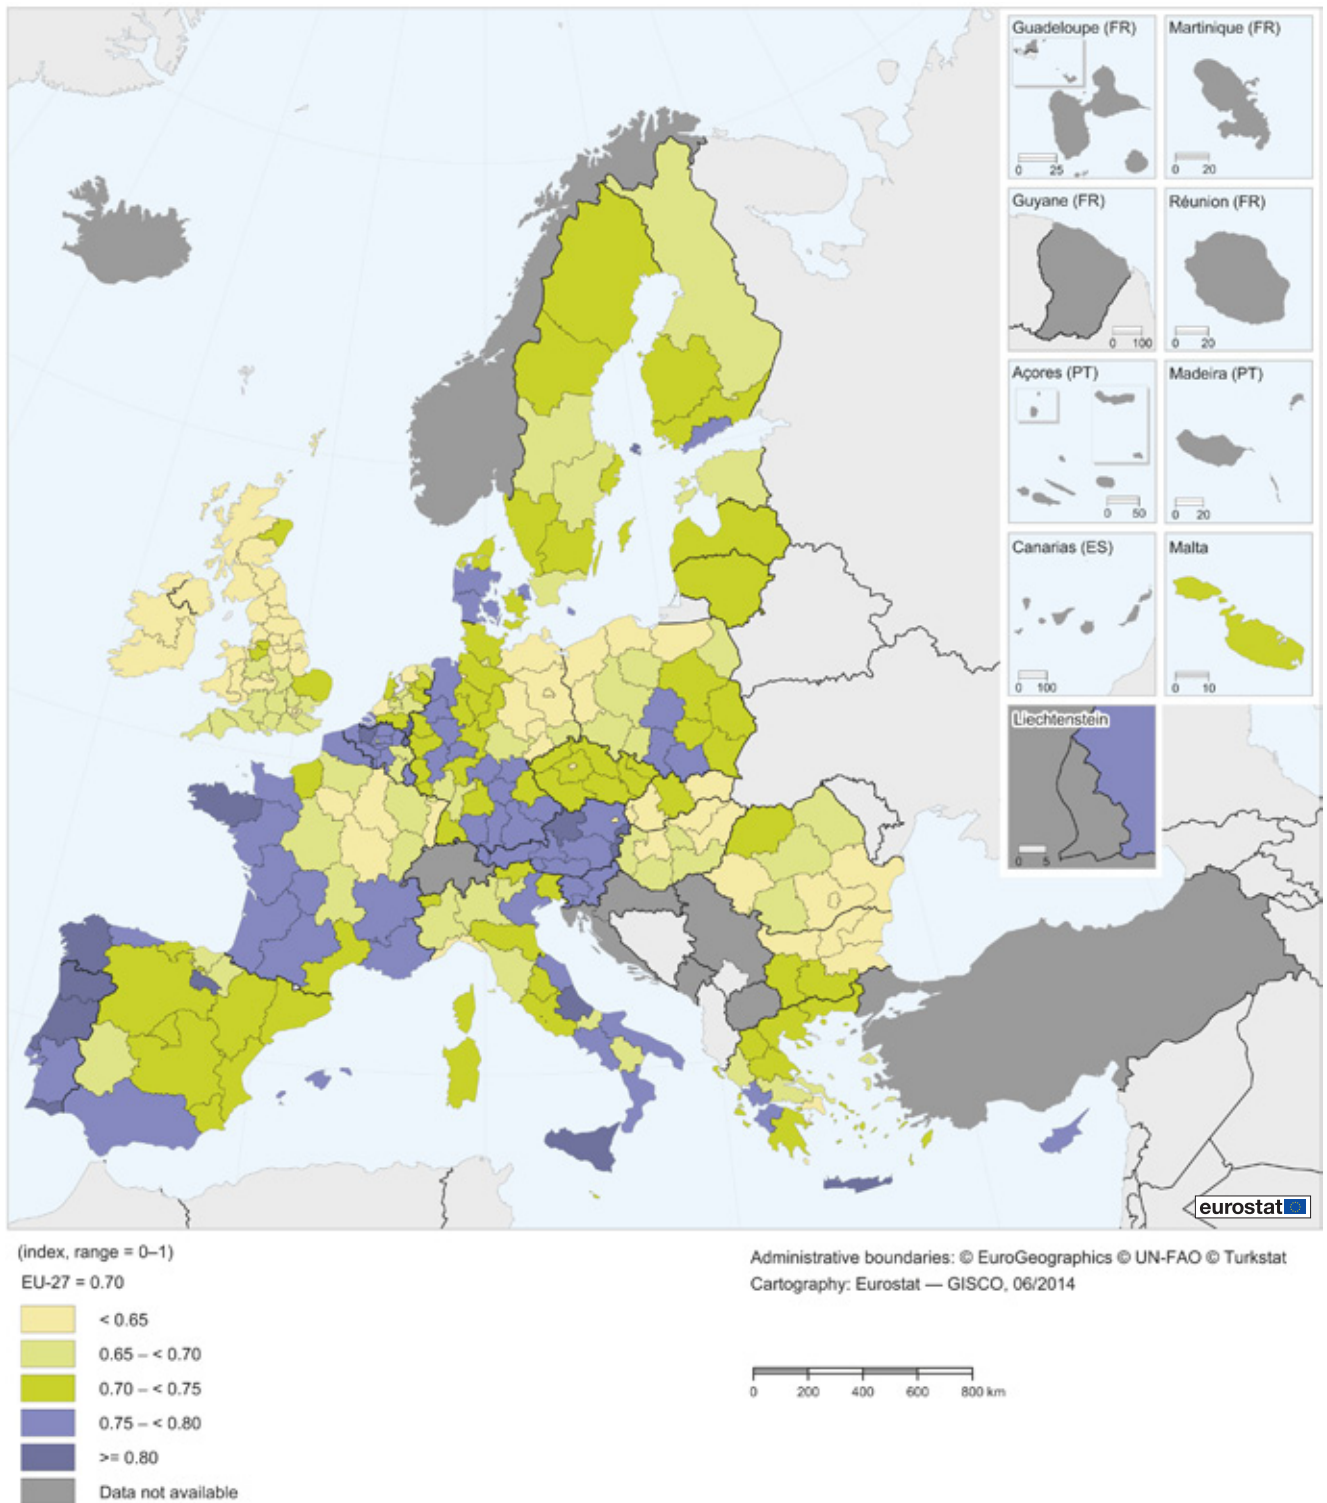 Guadeloupe (FR)
0 25
Martinique (FR)
0 20
Guyane (FR)
0 100
Réunion (FR)
0 20
Açores (PT)
0 50
Madeira (PT)
0 20
Canarias (ES)
0 100
Malta
0 10
Liechtenstein
0 5
eurostat
(index, range = 0–1)
EU-27 = 0.70
< 0.65
0.65 – < 0.70
0.70 – < 0.75
0.75 – < 0.80
>= 0.80
Data not available
Administrative boundaries: © EuroGeographics © UN-FAO © Turkstat
Cartography: Eurostat — GISCO, 06/2014
0 200 400 600 800 km